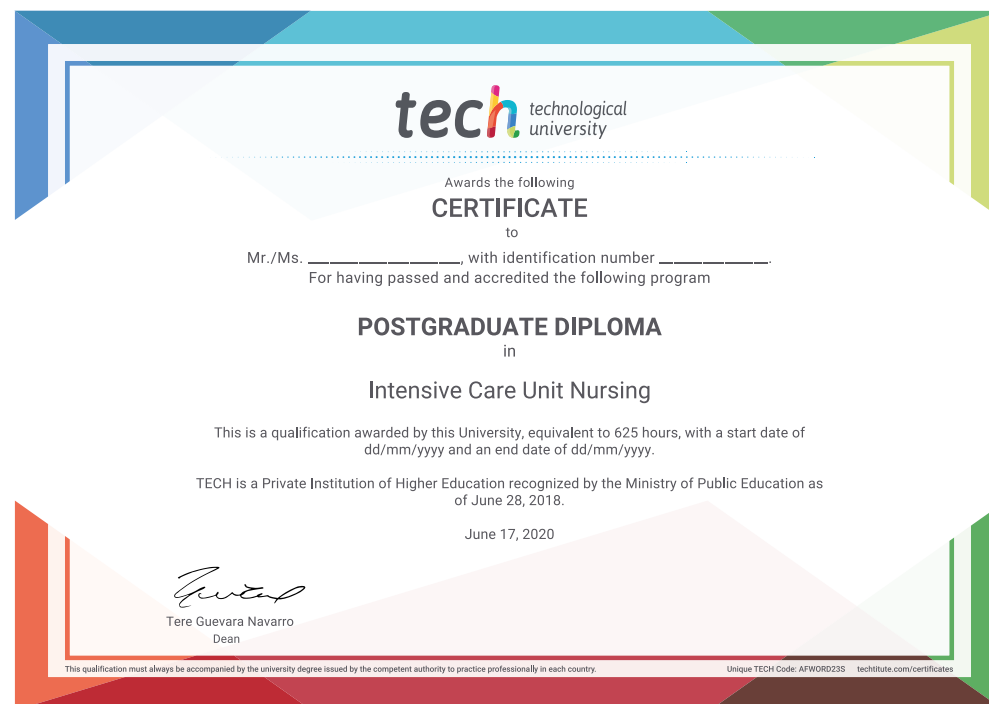 tech technological
university
Awards the following
CERTIFICATE
to
Mr./Ms. __________________, with identification number _____________.
For having passed and accredited the following program
POSTGRADUATE DIPLOMA
in
Intensive Care Unit Nursing
This is a qualification awarded by this University, equivalent to 625 hours, with a start date of
dd/mm/yyyy and an end date of dd/mm/yyyy.
TECH is a Private Institution of Higher Education recognized by the Ministry of Public Education as
of June 28, 2018.
June 17, 2020
Tere Guevara Navarro
Dean
This qualification must always be accompanied by the university degree issued by the competent authority to practice professionally in each country.
Unique TECH Code: AFWORD23S techtitute.com/certificates